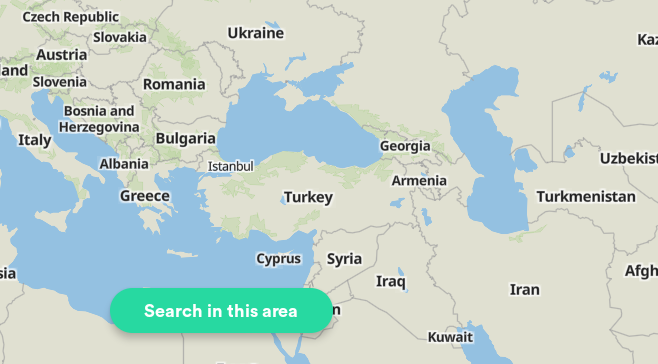 Czech Republic
Ukraine
Slovakia
Kaz
Austria
land
Slovenia
Romania
Bosnia and
Herzegovina
Italy
Bulgaria
Georgia
Albania
Istanbul
Uzbekist
Armenia
Greece
Turkey
Turkmenistan
Cyprus
Syria
sia
Afgh
Iraq
Iran
Search in this area
n
Kuwait